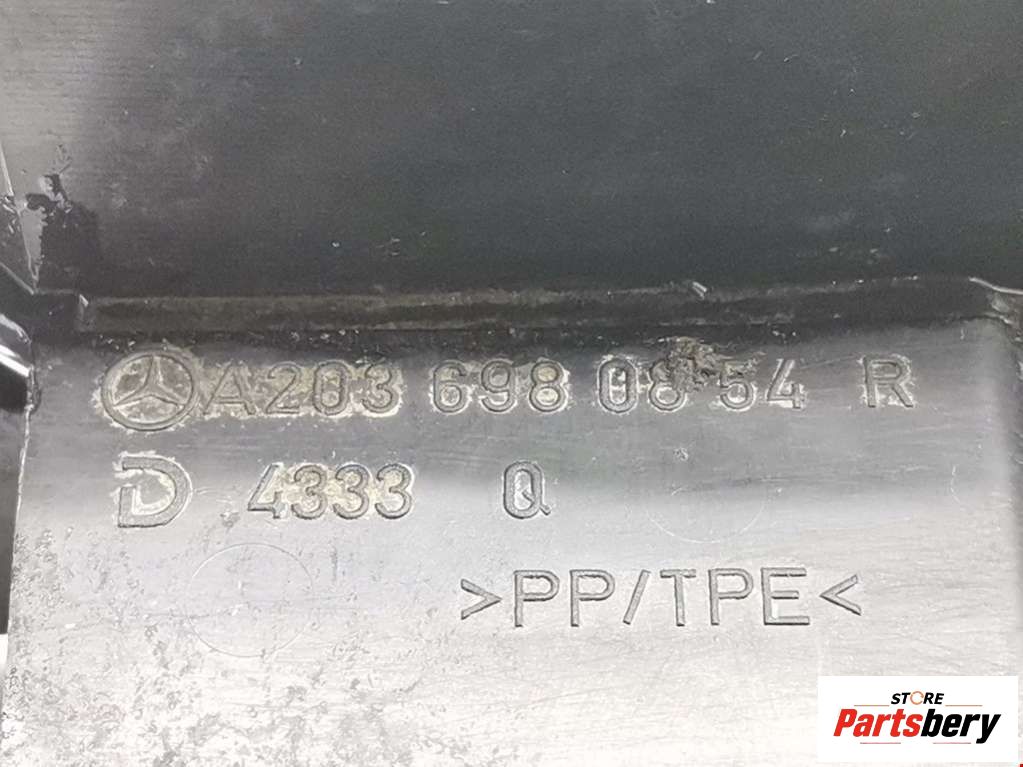 A203 698 08 54 R
D 4333 Q
>PP/TPE<
STORE
Partsbery